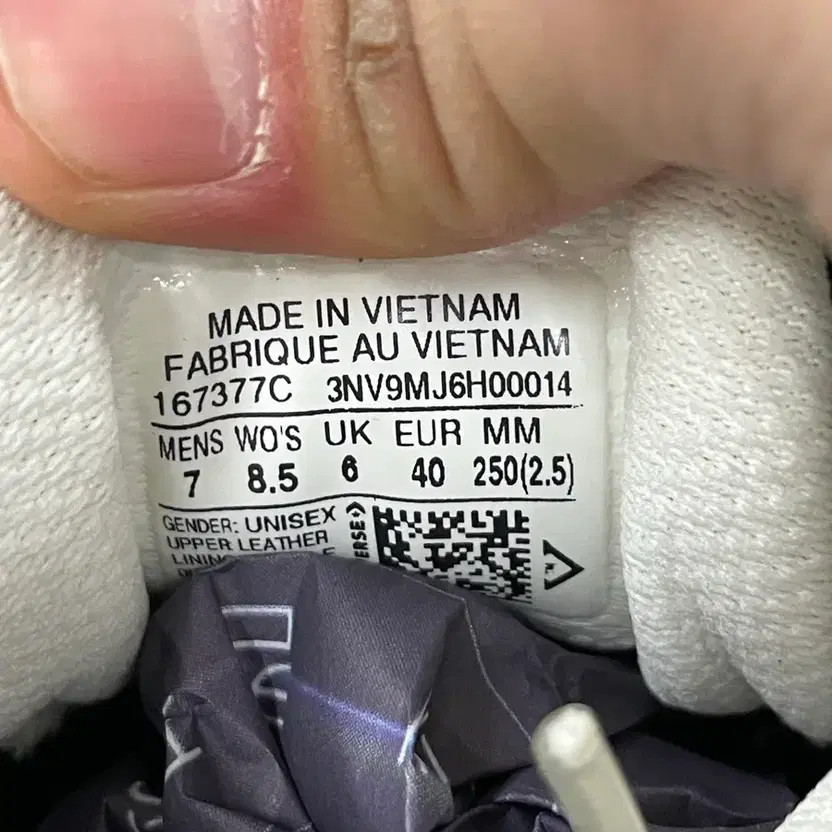 MADE IN VIETNAM
FABRIQUE AU VIETNAM
167377C 3NV9MJ6H00014
MENS WO'S UK EUR MM
7 8.5 6 40 250(2.5)
GENDER: UNISEX
UPPER LEATHER